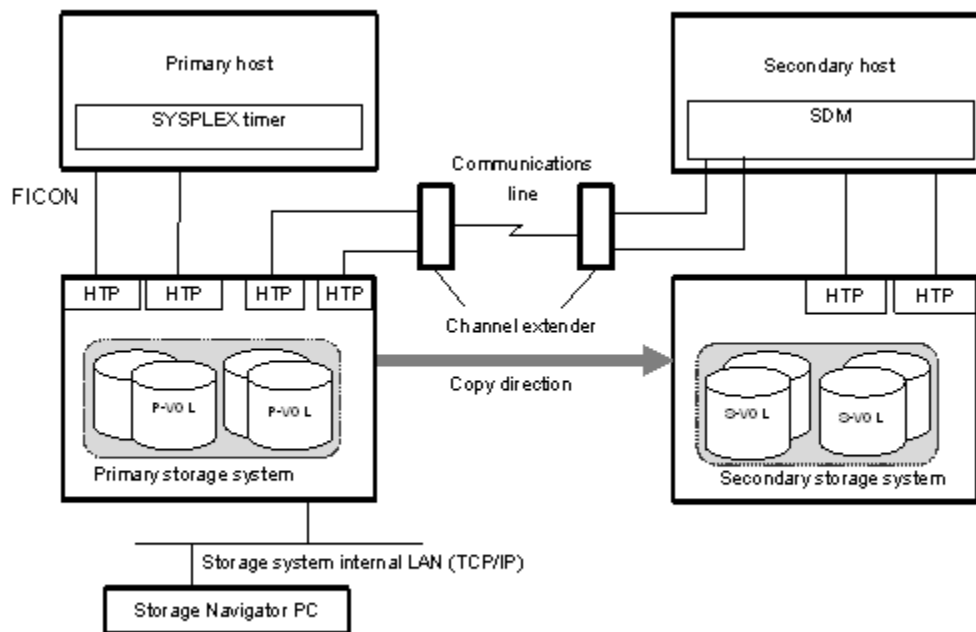 Primary host
SYSPLEX timer
Secondary host
SDM
FICON
Communications
line
HTP
HTP
HTP
HTP
HTP
HTP
Channel extender
Copy direction
P-VOL
P-VOL
Primary storage system
S-VOL
S-VOL
Secondary storage system
Storage system internal LAN (TCP/IP)
Storage Navigator PC